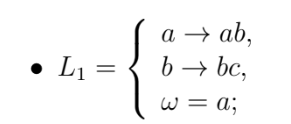 a → ab,
• L₁ = { b → bc,
ω = a;